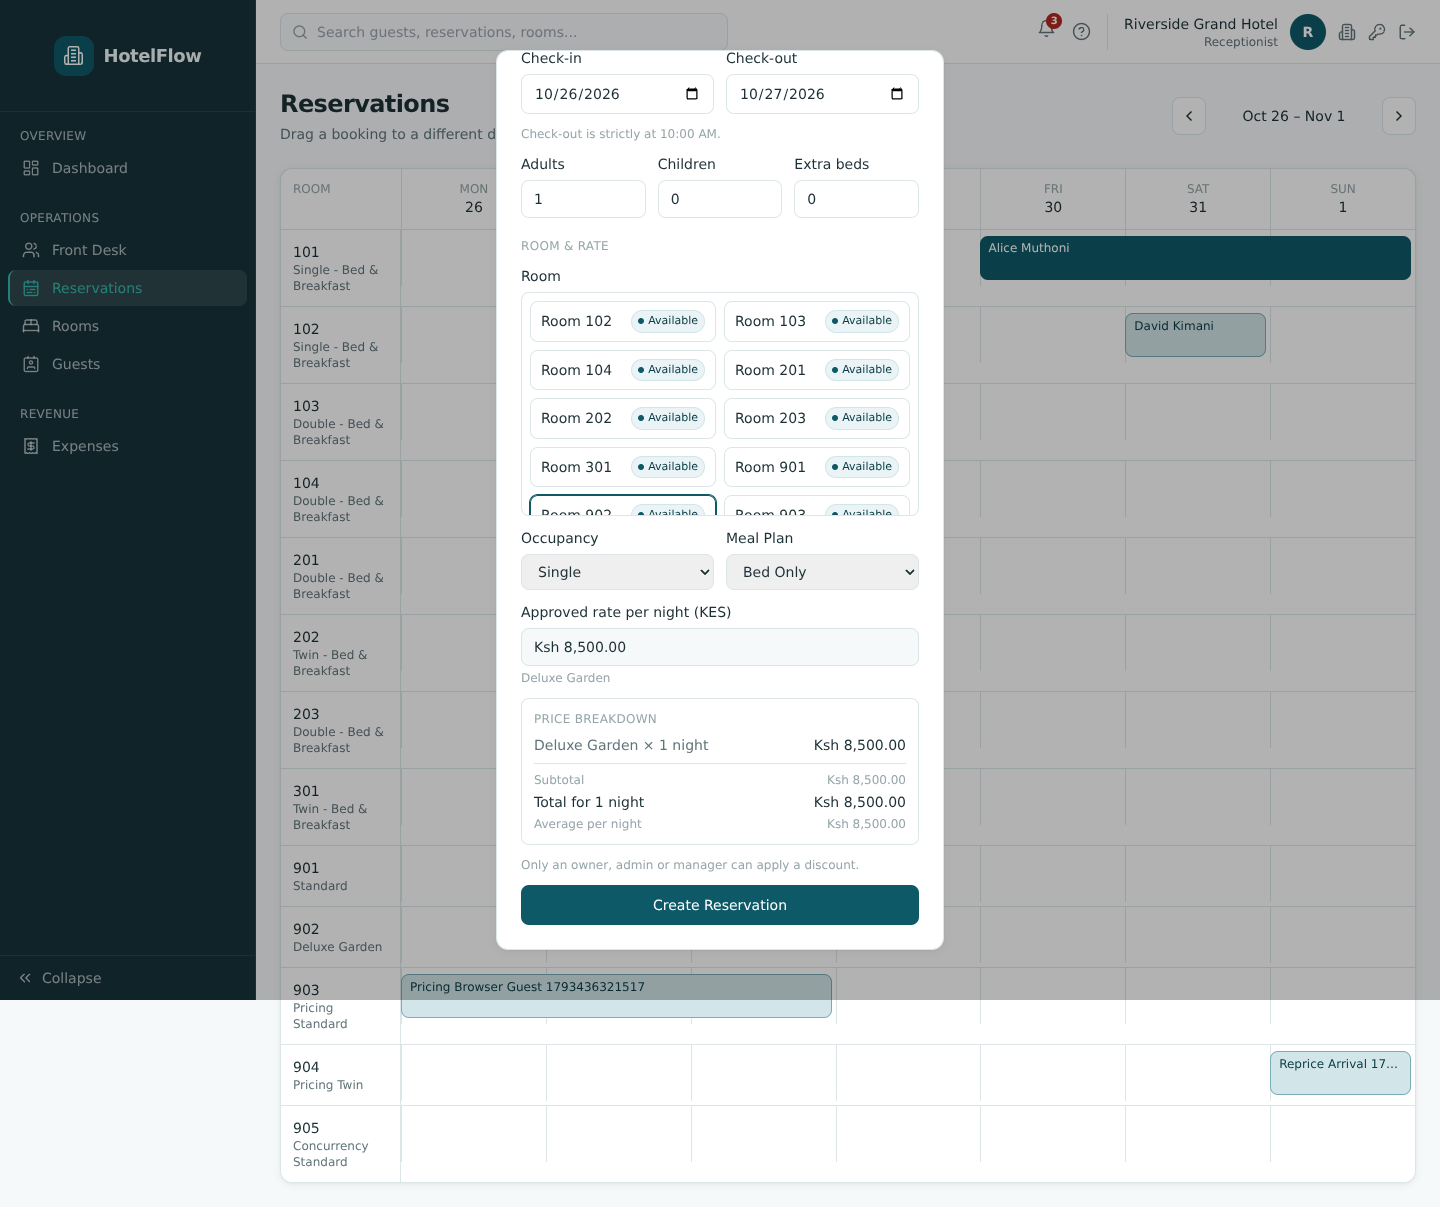 HotelFlow
OVERVIEW
Dashboard
OPERATIONS
Front Desk
Reservations
Rooms
Guests
REVENUE
Expenses
Collapse
Search guests, reservations, rooms...
3
Riverside Grand Hotel
Receptionist
R
Reservations
Drag a booking to a different d
Oct 26 – Nov 1
ROOM
MON
26
FRI
30
SAT
31
SUN
1
101
Single - Bed &
Breakfast
Alice Muthoni
102
Single - Bed &
Breakfast
David Kimani
103
Double - Bed &
Breakfast
104
Double - Bed &
Breakfast
201
Double - Bed &
Breakfast
202
Twin - Bed &
Breakfast
203
Double - Bed &
Breakfast
301
Twin - Bed &
Breakfast
901
Standard
902
Deluxe Garden
903
Pricing
Standard
Pricing Browser Guest 1793436321517
904
Pricing Twin
Reprice Arrival 17...
905
Concurrency
Standard
Check-in
Check-out
10/26/2026
10/27/2026
Check-out is strictly at 10:00 AM.
Adults
Children
Extra beds
1
0
0
ROOM & RATE
Room
Room 102 Available
Room 103 Available
Room 104 Available
Room 201 Available
Room 202 Available
Room 203 Available
Room 301 Available
Room 901 Available
Room 902 Available
Room 903 Available
Occupancy
Meal Plan
Single
Bed Only
Approved rate per night (KES)
Ksh 8,500.00
Deluxe Garden
PRICE BREAKDOWN
Deluxe Garden × 1 night Ksh 8,500.00
Subtotal Ksh 8,500.00
Total for 1 night Ksh 8,500.00
Average per night Ksh 8,500.00
Only an owner, admin or manager can apply a discount.
Create Reservation